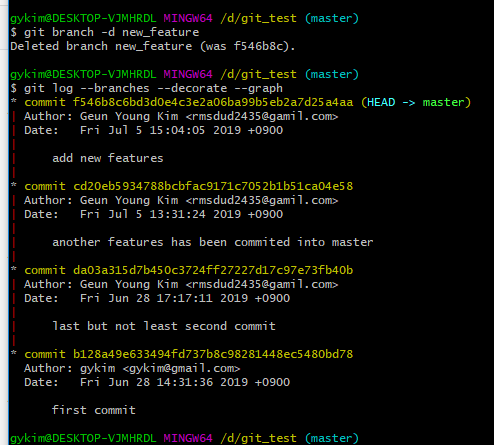 gykim@DESKTOP-VJMHRDL MINGW64 /d/git_test (master)
$ git branch -d new_feature
Deleted branch new_feature (was f546b8c).
gykim@DESKTOP-VJMHRDL MINGW64 /d/git_test (master)
$ git log --branches --decorate --graph
* commit f546b8c6bd3d0e4c3e2a06ba99b5eb2a7d25a4aa (HEAD -> master)
| Author: Geun Young Kim <rmsdud2435@gamil.com>
| Date:   Fri Jul 5 15:04:05 2019 +0900
|
|     add new features
|
* commit cd20eb5934788bcbfac9171c7052b1b51ca04e58
| Author: Geun Young Kim <rmsdud2435@gamil.com>
| Date:   Fri Jul 5 13:31:24 2019 +0900
|
|     another features has been commited into master
|
* commit da03a315d7b450c3724ff27227d17c97e73fb40b
| Author: Geun Young Kim <rmsdud2435@gamil.com>
| Date:   Fri Jun 28 17:17:11 2019 +0900
|
|     last but not least second commit
|
* commit b128a49e633494fd737b8c98281448ec5480bd78
  Author: gykim <gykim@gmail.com>
  Date:   Fri Jun 28 14:31:36 2019 +0900
      first commit
gykim@DESKTOP-VJMHRDL MINGW64 /d/git_test (master)